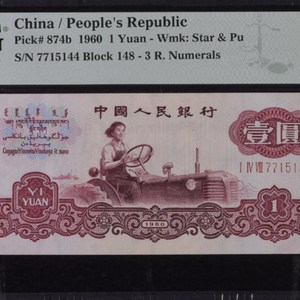 China / People's Republic
Pick# 874b 1960 1 Yuan - Wmk: Star & Pu
S/N 7715144 Block 148 - 3 R. Numerals
中国人民银行
壹圓
I IV VIII 771514
YI
YUAN
1960
1